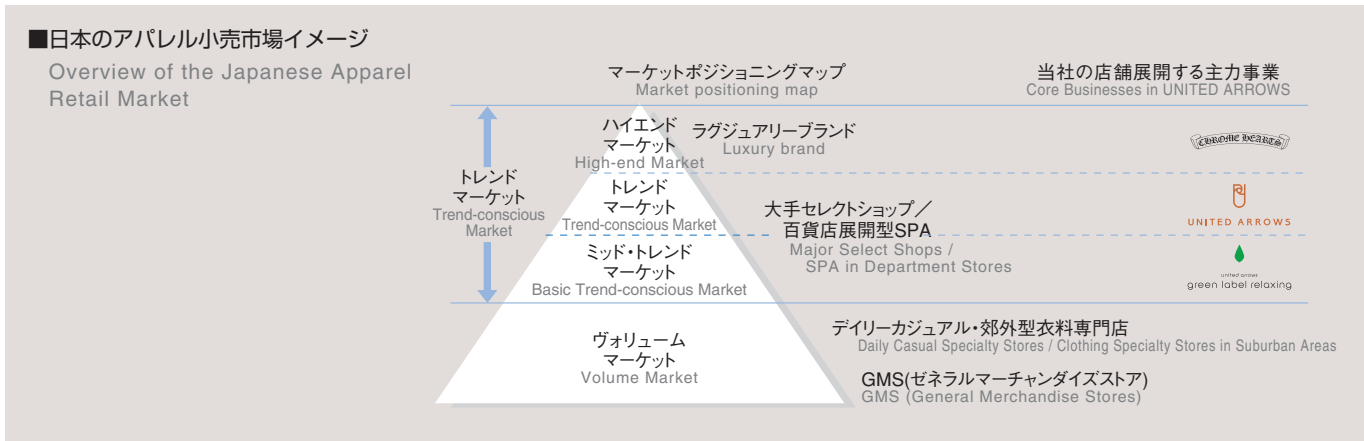 ■日本のアパレル小売市場イメージ
Overview of the Japanese Apparel
Retail Market
マーケットポジショニングマップ
Market positioning map
当社の店舗展開する主力事業
Core Businesses in UNITED ARROWS
トレンド
マーケット
Trend-conscious
Market
ハイエンド
マーケット
High-end Market
ラグジュアリーブランド
Luxury brand
CHROME HEARTS
トレンド
マーケット
Trend-conscious Market
大手セレクトショップ／
百貨店展開型SPA
Major Select Shops /
SPA in Department Stores
UNITED ARROWS
ミッド・トレンド
マーケット
Basic Trend-conscious Market
united arrows
green label relaxing
ヴォリューム
マーケット
Volume Market
デイリーカジュアル・郊外型衣料専門店
Daily Casual Specialty Stores / Clothing Specialty Stores in Suburban Areas
GMS(ゼネラルマーチャンダイズストア)
GMS (General Merchandise Stores)